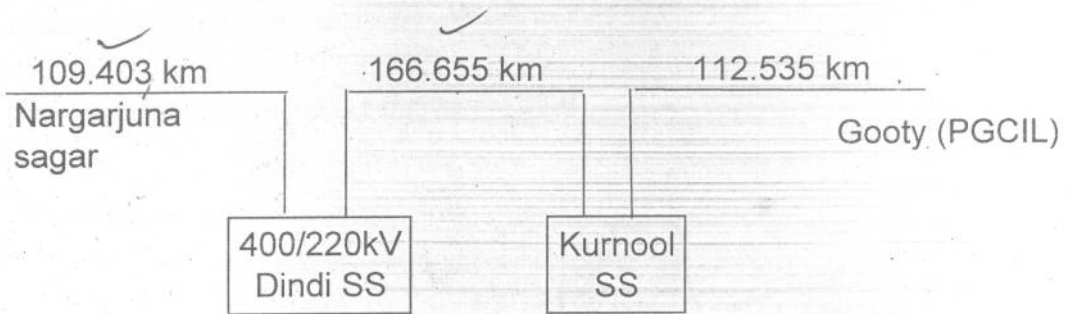 109.403 km
166.655 km
112.535 km
Nargarjuna
sagar
Gooty (PGCIL)
400/220kV
Dindi SS
Kurnool
SS